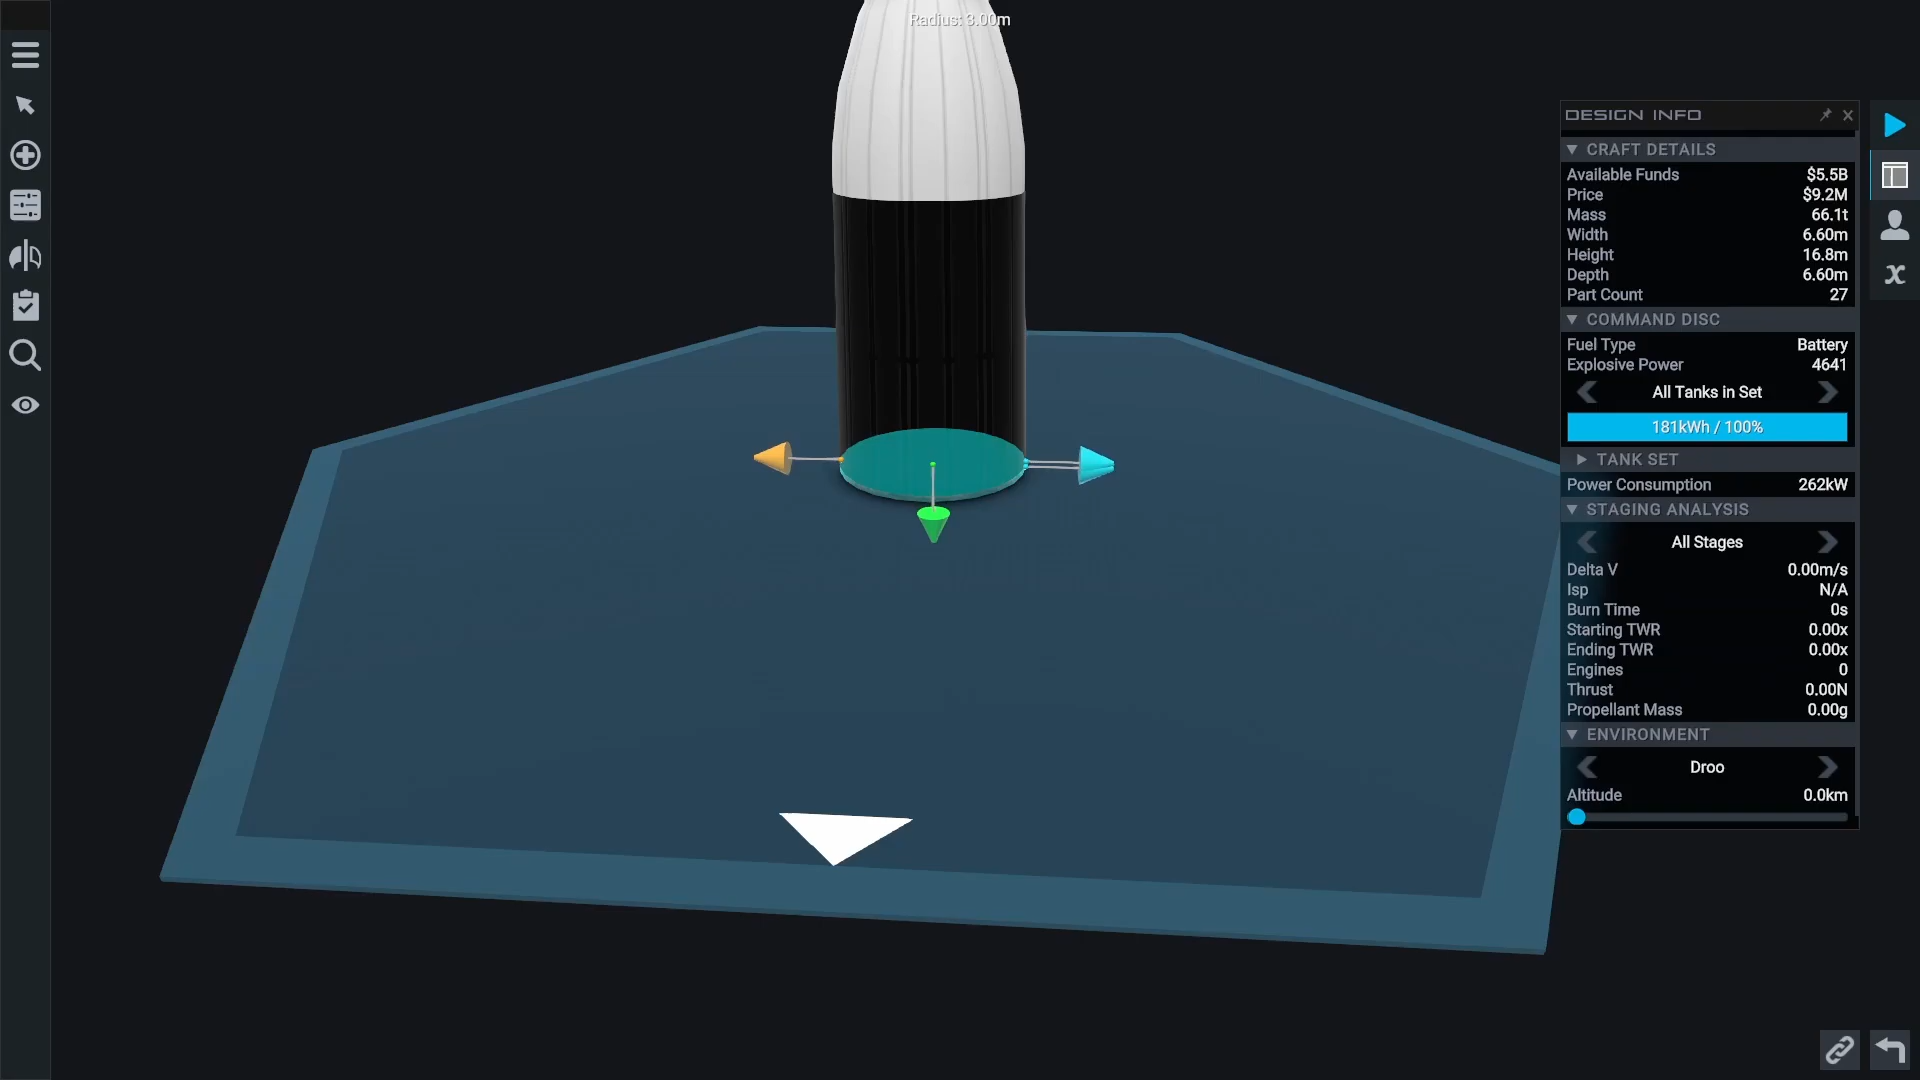 Radius: 3.00m
DESIGN INFO
CRAFT DETAILS
Available Funds $5.5B
Price $9.2M
Mass 66.1t
Width 6.60m
Height 16.8m
Depth 6.60m
Part Count 27
COMMAND DISC
Fuel Type Battery
Explosive Power 4641
All Tanks in Set
181kWh / 100%
TANK SET
Power Consumption 262kW
STAGING ANALYSIS
All Stages
Delta V 0.00m/s
Isp N/A
Burn Time 0s
Starting TWR 0.00x
Ending TWR 0.00x
Engines 0
Thrust 0.00N
Propellant Mass 0.00g
ENVIRONMENT
Droo
Altitude 0.0km